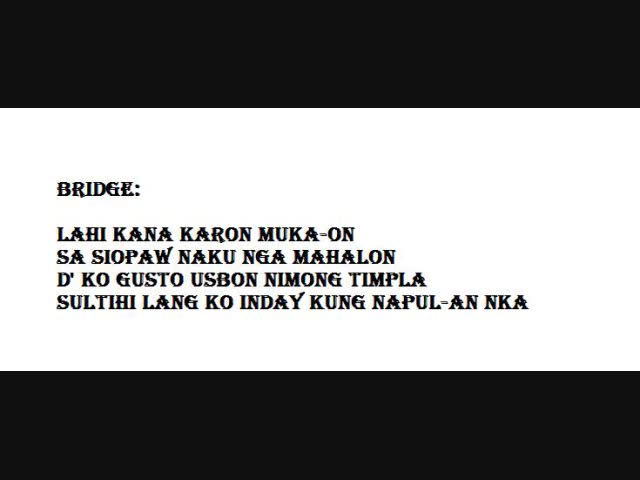 BRIDGE:
LAHI KANA KARON MUKA-ON
SA SIOPAW NAKU NGA MAHALON
D' KO GUSTO USBON NIMONG TIMPLA
SULTIHI LANG KO INDAY KUNG NAPUL-AN NKA